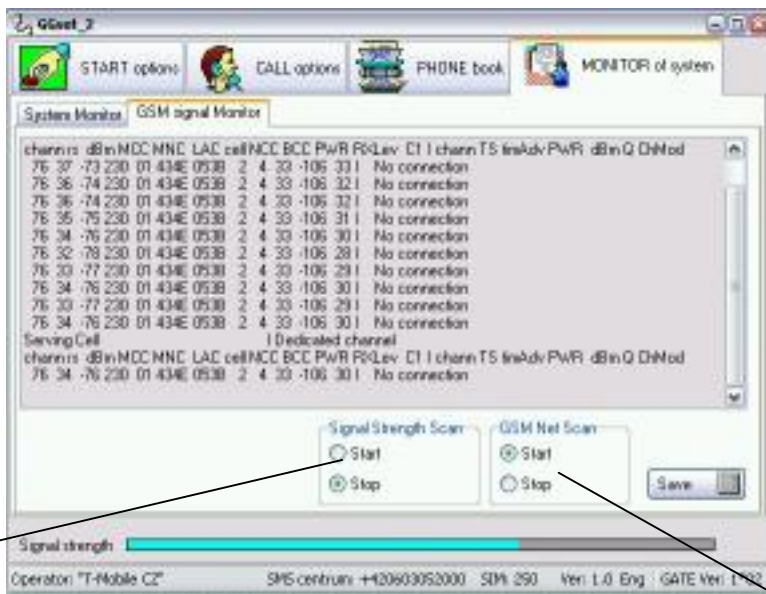 GGset_2
START options CALL options PHONE book MONITOR of system
System Monitor GSM signal Monitor
chann rs dBm MCC MNC LAC cell NCC BCC PWR RXLev C1 I chann TS timAdv PWR dBm Q ChMod
76 37 -73 230 01 434E 053B 2 4 33 -106 33 I No connection
76 36 -74 230 01 434E 053B 2 4 33 -106 32 I No connection
76 36 -74 230 01 434E 053B 2 4 33 -106 32 I No connection
76 35 -75 230 01 434E 053B 2 4 33 -106 31 I No connection
76 34 -76 230 01 434E 053B 2 4 33 -106 30 I No connection
76 32 -78 230 01 434E 053B 2 4 33 -106 28 I No connection
76 33 -77 230 01 434E 053B 2 4 33 -106 29 I No connection
76 34 -76 230 01 434E 053B 2 4 33 -106 30 I No connection
76 33 -77 230 01 434E 053B 2 4 33 -106 29 I No connection
76 34 -76 230 01 434E 053B 2 4 33 -106 30 I No connection
Serving Cell I Dedicated channel
chann rs dBm MCC MNC LAC cell NCC BCC PWR RXLev C1 I chann TS timAdv PWR dBm Q ChMod
76 34 -76 230 01 434E 053B 2 4 33 -106 30 I No connection
Signal Strength Scan GSM Net Scan
Start Start
Stop Stop Save
Signal strength
Operator: "T-Mobile CZ" SMS centrum: +420603052000 SIM: 250 Ver: 1.0 Eng GATE Ver: